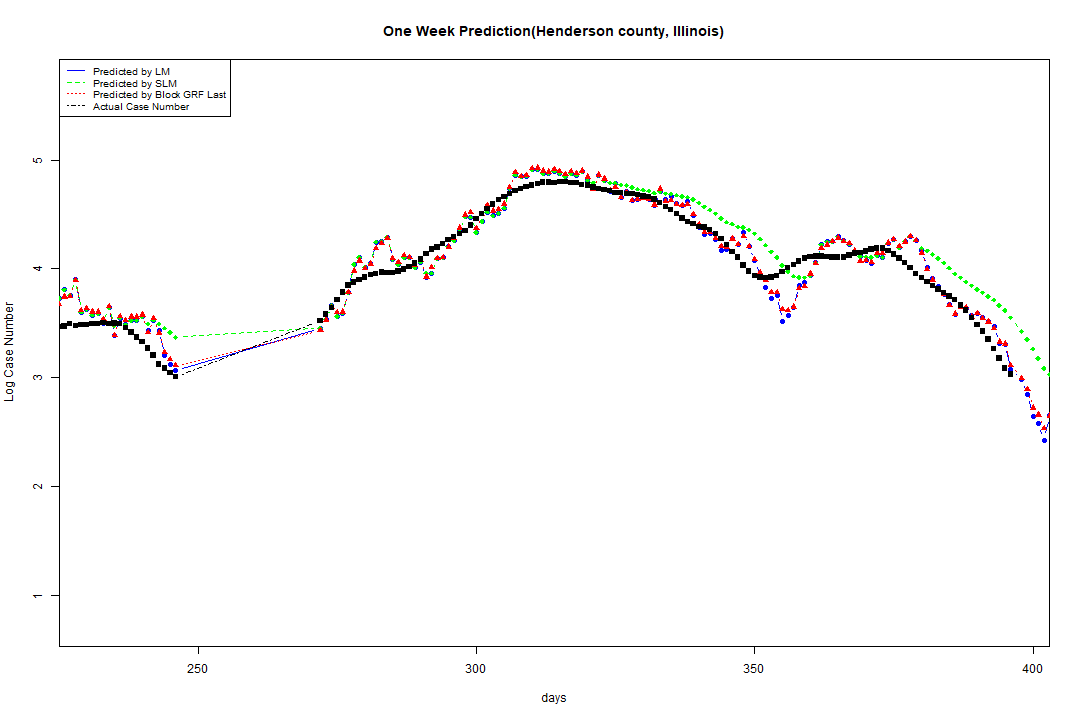 One Week Prediction(Henderson county, Illinois)
Predicted by LM
Predicted by SLM
Predicted by Block GRF Last
Actual Case Number
5
4
3
2
1
Log Case Number
250 300 350 400
days